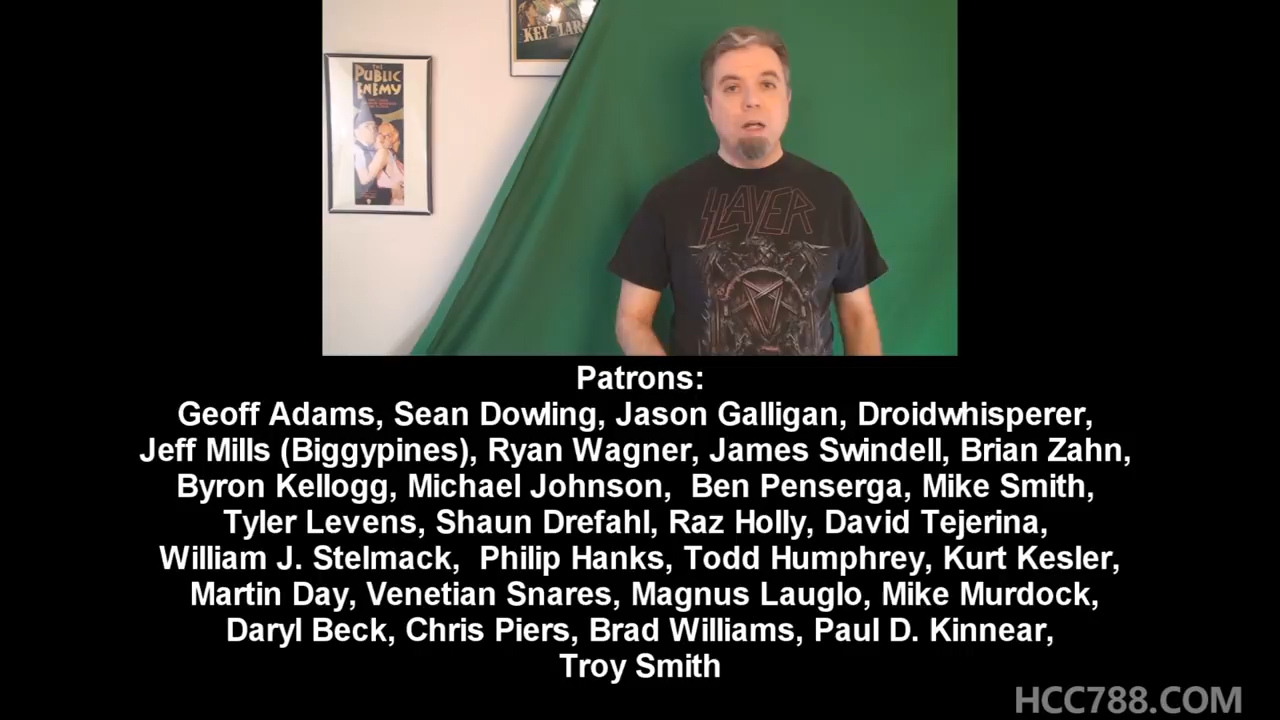 THE
PUBLIC
ENEMY
KEY LAR
SLAYER
Patrons:
Geoff Adams, Sean Dowling, Jason Galligan, Droidwhisperer,
Jeff Mills (Biggypines), Ryan Wagner, James Swindell, Brian Zahn,
Byron Kellogg, Michael Johnson,  Ben Penserga, Mike Smith,
Tyler Levens, Shaun Drefahl, Raz Holly, David Tejerina,
William J. Stelmack,  Philip Hanks, Todd Humphrey, Kurt Kesler,
Martin Day, Venetian Snares, Magnus Lauglo, Mike Murdock,
Daryl Beck, Chris Piers, Brad Williams, Paul D. Kinnear,
Troy Smith
HCC788.COM